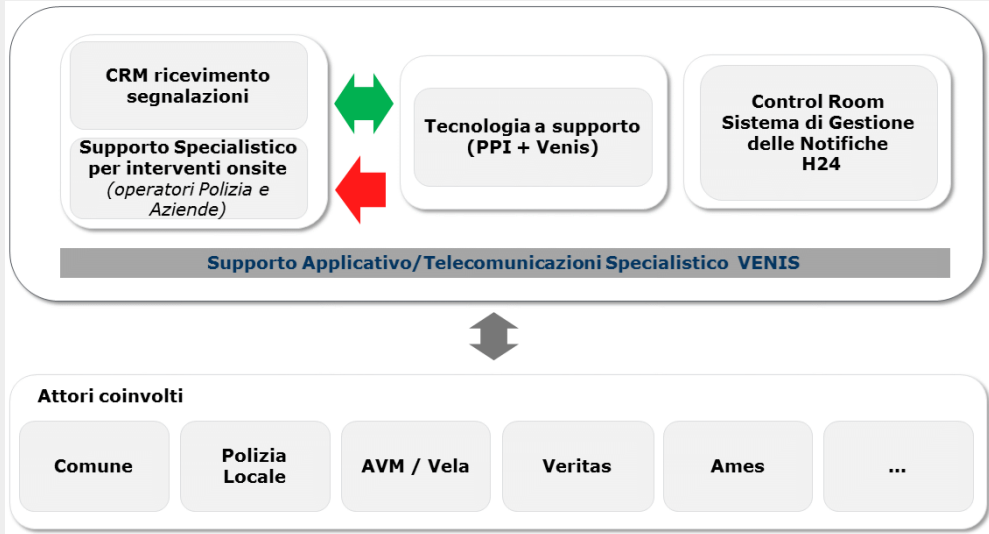 CRM ricevimento
segnalazioni
Supporto Specialistico
per interventi onsite
(operatori Polizia e
Aziende)
Tecnologia a supporto
(PPI + Venis)
Control Room
Sistema di Gestione
delle Notifiche
H24
Supporto Applicativo/Telecomunicazioni Specialistico VENIS
Attori coinvolti
Comune
Polizia
Locale
AVM / Vela
Veritas
Ames
...